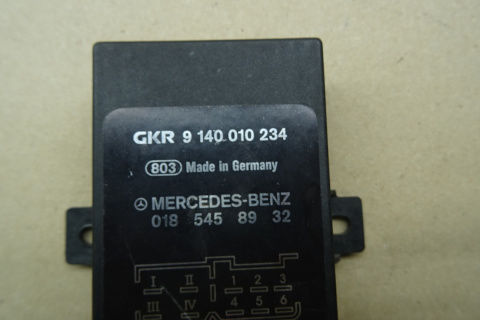 GKR 9 140 010 234
803 Made in Germany
MERCEDES-BENZ
018 545 89 32
I II 1 2 3
III IV 4 5 6